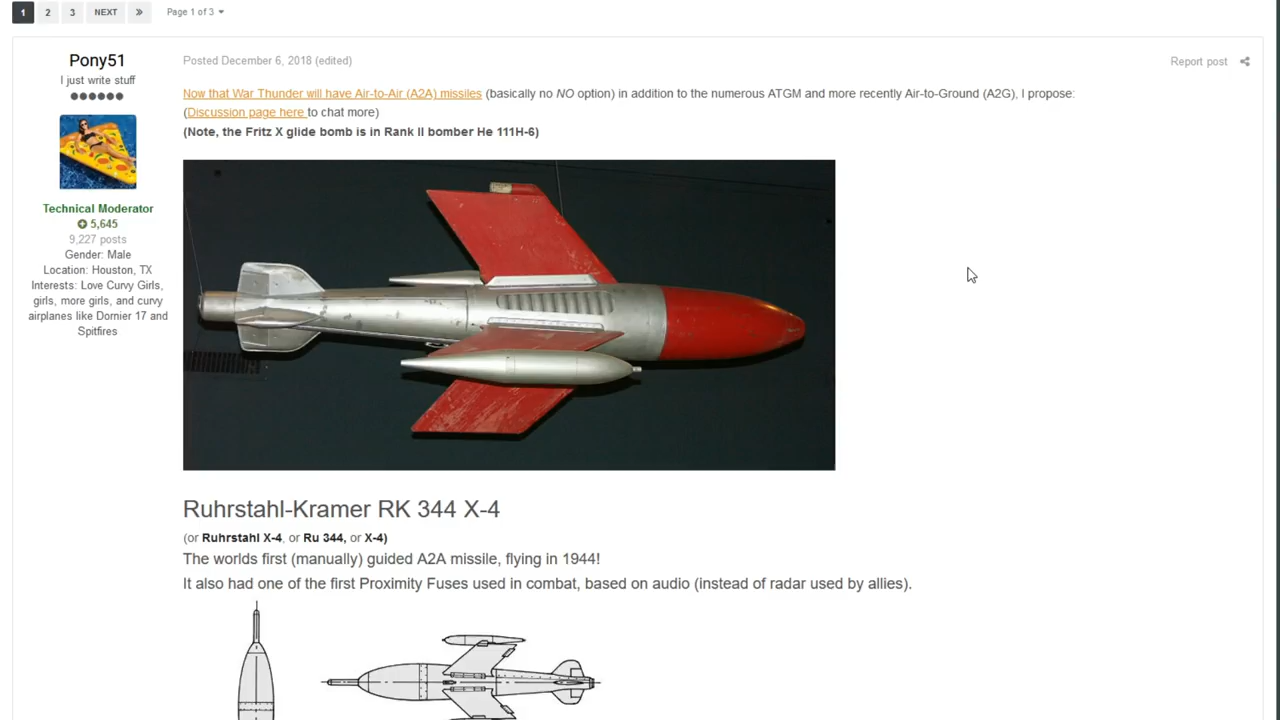 1 2 3 NEXT » Page 1 of 3
Pony51
I just write stuff
Technical Moderator
5,645
9,227 posts
Gender: Male
Location: Houston, TX
Interests: Love Curvy Girls,
girls, more girls, and curvy
airplanes like Dornier 17 and
Spitfires
Posted December 6, 2018 (edited)
Report post
Now that War Thunder will have Air-to-Air (A2A) missiles (basically no NO option) in addition to the numerous ATGM and more recently Air-to-Ground (A2G), I propose:
(Discussion page here to chat more)
(Note, the Fritz X glide bomb is in Rank II bomber He 111H-6)
Ruhrstahl-Kramer RK 344 X-4
(or Ruhrstahl X-4, or Ru 344, or X-4)
The worlds first (manually) guided A2A missile, flying in 1944!
It also had one of the first Proximity Fuses used in combat, based on audio (instead of radar used by allies).